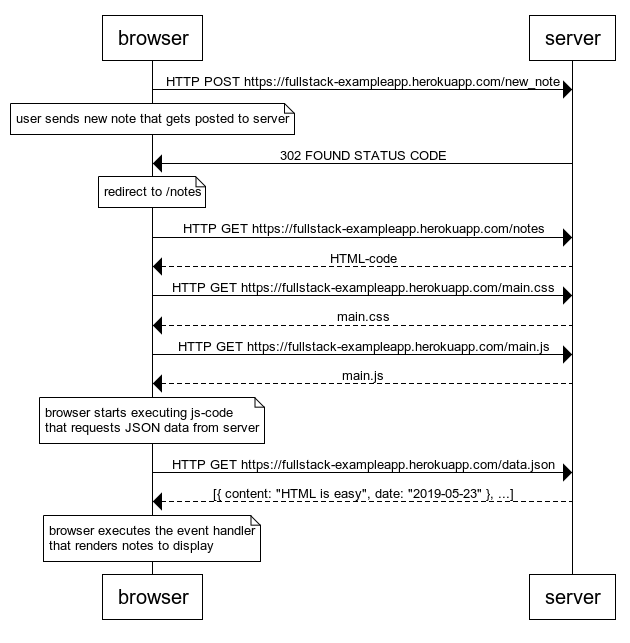 browser
server
HTTP POST https://fullstack-exampleapp.herokuapp.com/new_note
user sends new note that gets posted to server
302 FOUND STATUS CODE
redirect to /notes
HTTP GET https://fullstack-exampleapp.herokuapp.com/notes
HTML-code
HTTP GET https://fullstack-exampleapp.herokuapp.com/main.css
main.css
HTTP GET https://fullstack-exampleapp.herokuapp.com/main.js
main.js
browser starts executing js-code
that requests JSON data from server
HTTP GET https://fullstack-exampleapp.herokuapp.com/data.json
[{ content: "HTML is easy", date: "2019-05-23" }, ...]
browser executes the event handler
that renders notes to display
browser
server